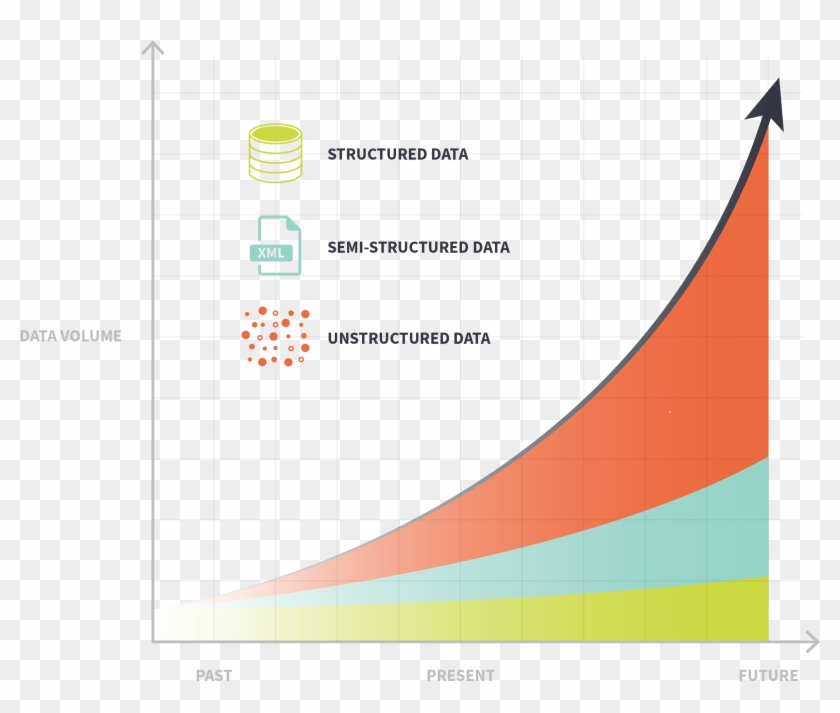 STRUCTURED DATA
XML
SEMI-STRUCTURED DATA
DATA VOLUME
UNSTRUCTURED DATA
PAST
PRESENT
FUTURE